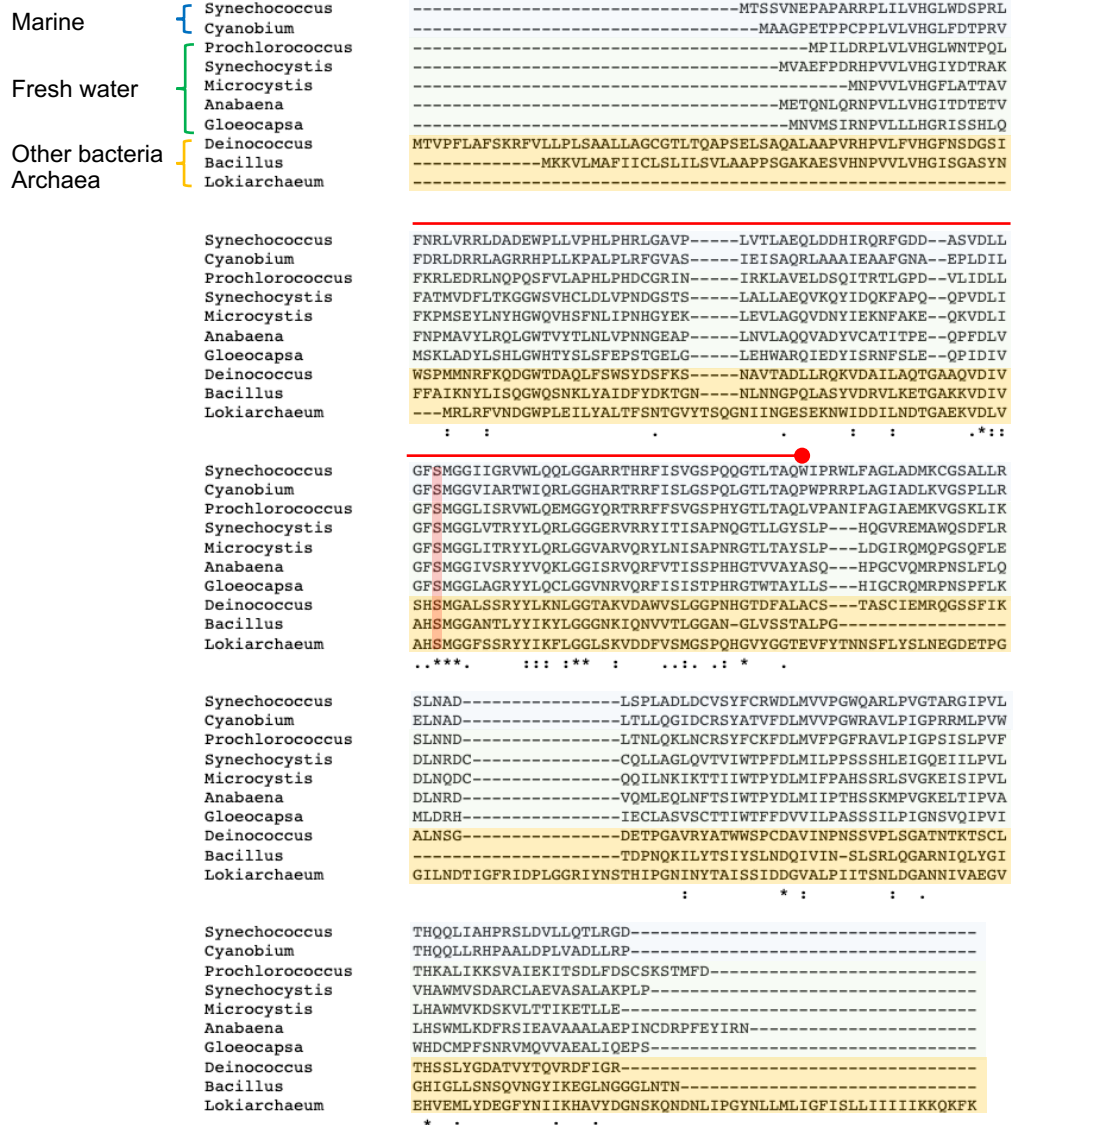 Marine
Fresh water
Other bacteria
Archaea
Synechococcus ---------------------------------MTSSVNEPAPARRPLILVHGLWDSPRL
Cyanobium -----------------------------------MAAGPETPPCPPLVLVHGLFDTPRV
Prochlorococcus ----------------------------------------MPILDRPLVLVHGLWNTPQL
Synechocystis -------------------------------------MVAEFPDRHPVVLVHGIYDTRAK
Microcystis --------------------------------------------MNPVVLVHGFLATTAV
Anabaena -------------------------------------METQNLQRNPVLLVHGITDTETV
Gloeocapsa --------------------------------------MNVMSIRNPVLLLHGRISSHLQ
Deinococcus MTVPFLAFSKRFVLLPLSAALLAGCGTLTQAPSELSAQALAAPVRHPVLFVHGFNSDGSI
Bacillus -------------MKKVLMAFIICLSLILSVLAAPPSGAKAESVHNPVVLVHGISGASYN
Lokiarchaeum ------------------------------------------------------------
Synechococcus FNRLVRRLDADEWPLLVPHLPHRLGAVP-----LVTLAEQLDDHIRQRFGDD--ASVDLL
Cyanobium FDRLDRRLAGRRHPLLKPALPLRFGVAS-----IEISAQRLAAAIEAAFGNA--EPLDIL
Prochlorococcus FKRLEDRLNQPQSFVLAPHLPHDCGRIN-----IRKLAVELDSQITRTLGPD--VLIDLL
Synechocystis FATMVDFLTKGGWSVHCLDLVPNDGSTS-----LALLAEQVKQYIDQKFAPQ--QPVDLI
Microcystis FKPMSEYLNYHGWQVHSFNLIPNHGYEK-----LEVLAGQVDNYIEKNFAKE--QKVDLI
Anabaena FNPMAVYLRQLGWTVYTLNLVPNNGEAP-----LNVLAQQVADYVCATITPE--QPFDLV
Gloeocapsa MSKLADYLSHLGWHTYSLSFEPSTGELG-----LEHWARQIEDYISRNFSLE--QPIDIV
Deinococcus WSPMMNRFKQDGWTDAQLFSWSYDSFKS-----NAVTADLLRQKVDAILAQTGAAQVDIV
Bacillus FFAIKNYLISQGWQSNKLYAIDFYDKTGN----NLNNGPQLASYVDRVLKETGAKKVDIV
Lokiarchaeum ---MRLRFVNDGWPLEILYALTFSNTGVYTSQGNIINGESEKNWIDDILNDTGAEKVDLV
: : . . : : .*::
Synechococcus GFSMGGIIGRVWLQQLGGARRTHRFISVGSPQQGTLTAQWIPRWLFAGLADMKCGSALLR
Cyanobium GFSMGGVIARTWIQRLGGHARTRRFISLGSPQLGTLTAQPWPRRPLAGIADLKVGSPLLR
Prochlorococcus GFSMGGLISRVWLQEMGGYQRTRRFFSVGSPHYGTLTAQLVPANIFAGIAEMKVGSKLIK
Synechocystis GFSMGGLVTRYYLQRLGGGERVRRYITISAPNQGTLLGYSLP---HQGVREMAWQSDFLR
Microcystis GFSMGGLITRYYLQRLGGVARVQRYLNISAPNRGTLTAYSLP---LDGIRQMQPGSQFLE
Anabaena GFSMGGIVSRYYVQKLGGISRVQRFVTISSPHHGTVVAYASQ---HPGCVQMRPNSLFLQ
Gloeocapsa GFSMGGLAGRYYLQCLGGVNRVQRFISISTPHRGTWTAYLLS---HIGCRQMRPNSPFLK
Deinococcus SHSMGALSSRYYLKNLGGTAKVDAWVSLGGPNHGTDFALACS---TASCIEMRQGSSFIK
Bacillus AHSMGGANTLYYIKYLGGGNKIQNVVTLGGAN-GLVSSTALPG-----------------
Lokiarchaeum AHSMGGFSSRYYIKFLGGLSKVDDFVSMGSPQHGVYGGTEVFYTNNSFLYSLNEGDETPG
..***. ::: :** : ..:. .: * .
Synechococcus SLNAD----------------LSPLADLDCVSYFCRWDLMVVPGWQARLPVGTARGIPVL
Cyanobium ELNAD----------------LTLLQGIDCRSYATVFDLMVVPGWRAVLPIGPRRMLPVW
Prochlorococcus SLNND----------------LTNLQKLNCRSYFCKFDLMVFPGFRAVLPIGPSISLPVF
Synechocystis DLNRDC---------------CQLLAGLQVTVIWTPFDLMILPPSSSHLEIGQEIILPVL
Microcystis DLNQDC---------------QQILNKIKTTIIWTPYDLMIFPAHSSRLSVGKEISIPVL
Anabaena DLNRD----------------VQMLEQLNFTSIWTPYDLMIIPTHSSKMPVGKELTIPVA
Gloeocapsa MLDRH----------------IECLASVSCTTIWTFFDVVILPASSSILPIGNSVQIPVI
Deinococcus ALNSG----------------DETPGAVRYATWWSPCDAVINPNSSVPLSGATNTKTSCL
Bacillus ---------------------TDPNQKILYTSIYSLNDQIVIN-SLSRLQGARNIQLYGI
Lokiarchaeum GILNDTIGFRIDPLGGRIYNSTHIPGNINYTAISSIDDGVALPIITSNLDGANNIVAEGV
: * : : .
Synechococcus THQQLIAHPRSLDVLLQTLRGD-----------------------------------
Cyanobium THQQLLRHPAALDPLVADLLRP-----------------------------------
Prochlorococcus THKALIKKSVAIEKITSDLFDSCSKSTMFD---------------------------
Synechocystis VHAWMVSDARCLAEVASALAKPLP---------------------------------
Microcystis LHAWMVKDSKVLTTIKETLLE------------------------------------
Anabaena LHSWMLKDFRSIEAVAAALAEPINCDRPFEYIRN-----------------------
Gloeocapsa WHDCMPFSNRVMQVVAEALIQEPS---------------------------------
Deinococcus THSSLYGDATVYTQVRDFIGR------------------------------------
Bacillus GHIGLLSNSQVNGYIKEGLNGGGLNTN------------------------------
Lokiarchaeum EHVEMLYDEGFYNIIKHAVYDGNSKQNDNLIPGYNLLMLIGFISLLIIIIIKKQKFK